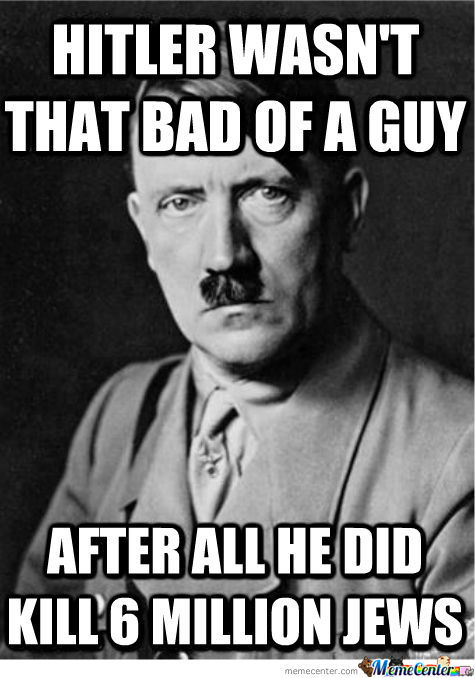 HITLER WASN'T
THAT BAD OF A GUY
AFTER ALL HE DID
KILL 6 MILLION JEWS
memecenter.com MemeCenter